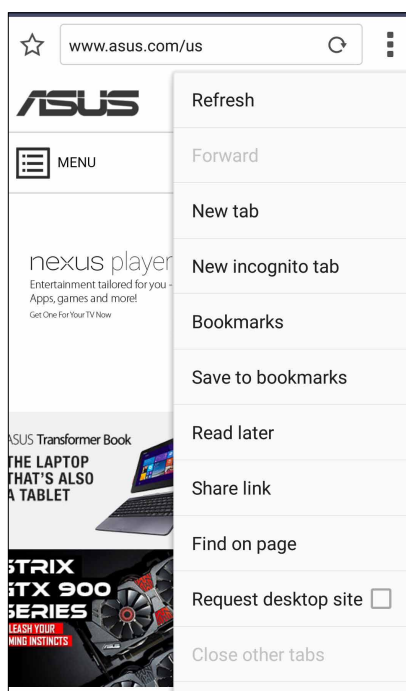 www.asus.com/us
ASUS
MENU
nexus player
Entertainment tailored for you -
Apps, games and more!
Get One For Your TV Now
ASUS Transformer Book
THE LAPTOP
THAT'S ALSO
A TABLET
STRIX
GTX 900
SERIES
LEASH YOUR
MING INSTINCTS
Refresh
Forward
New tab
New incognito tab
Bookmarks
Save to bookmarks
Read later
Share link
Find on page
Request desktop site
Close other tabs